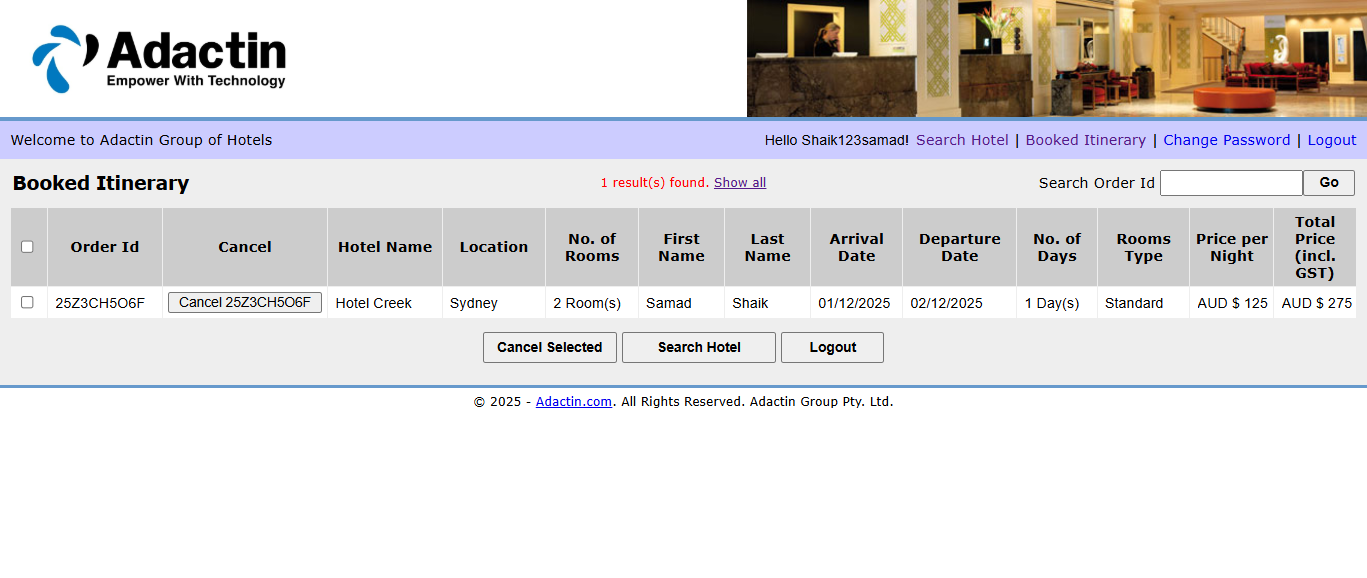 Adactin
Empower With Technology
Welcome to Adactin Group of Hotels
Hello Shaik123samad! Search Hotel | Booked Itinerary | Change Password | Logout
Booked Itinerary
1 result(s) found. Show all
Search Order Id Go
Order Id Cancel Hotel Name Location No. of Rooms First Name Last Name Arrival Date Departure Date No. of Days Rooms Type Price per Night Total Price (incl. GST)
25Z3CH5O6F Cancel 25Z3CH5O6F Hotel Creek Sydney 2 Room(s) Samad Shaik 01/12/2025 02/12/2025 1 Day(s) Standard AUD $ 125 AUD $ 275
Cancel Selected Search Hotel Logout
© 2025 - Adactin.com. All Rights Reserved. Adactin Group Pty. Ltd.